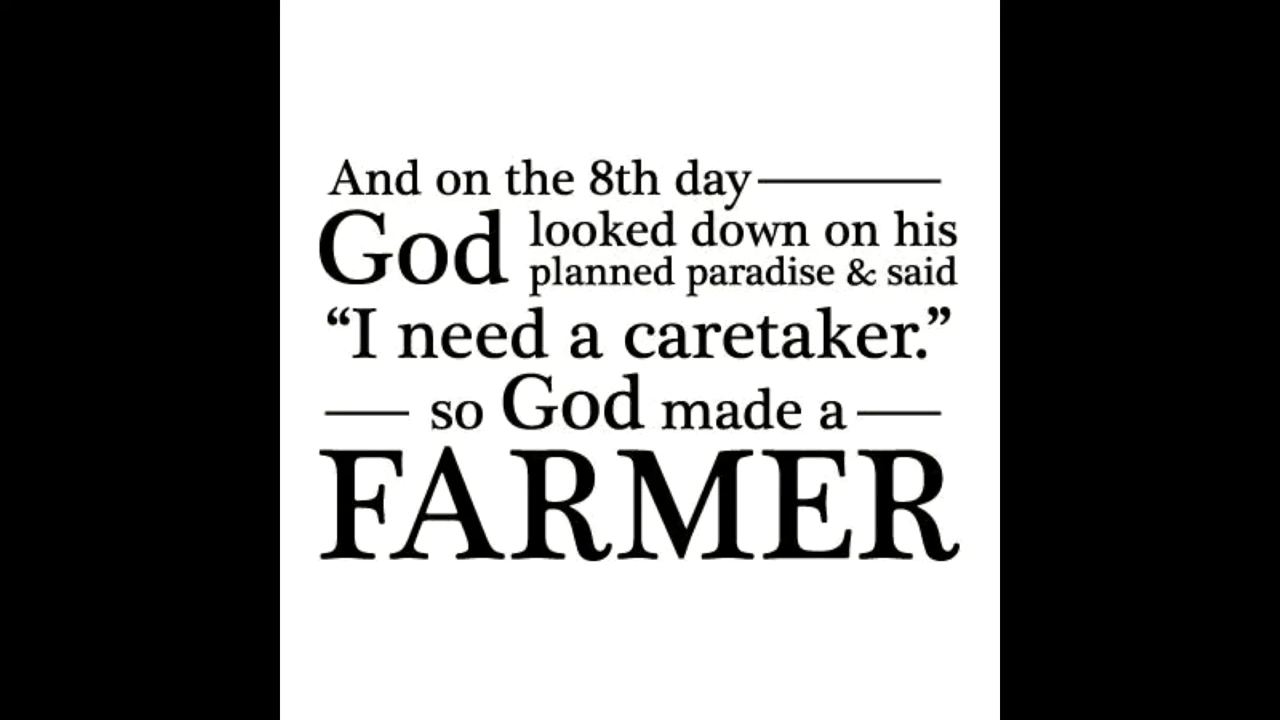 And on the 8th day
God looked down on his
planned paradise & said
“I need a caretaker.”
so God made a
FARMER